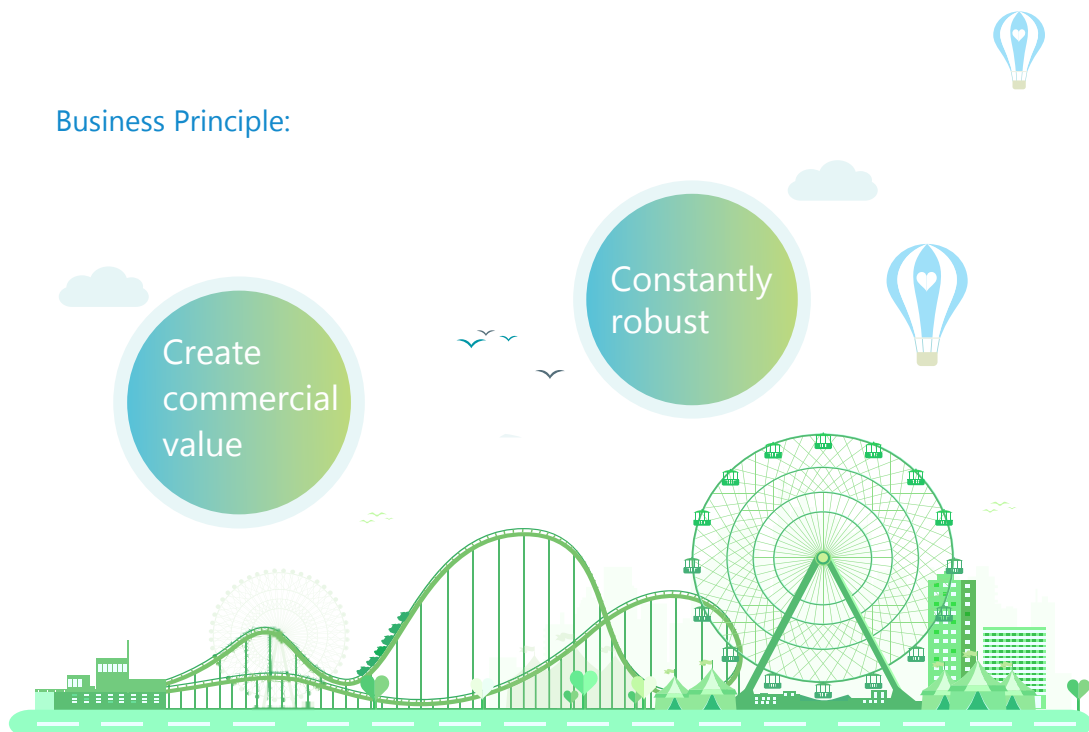 Business Principle:
Create
commercial
value
Constantly
robust